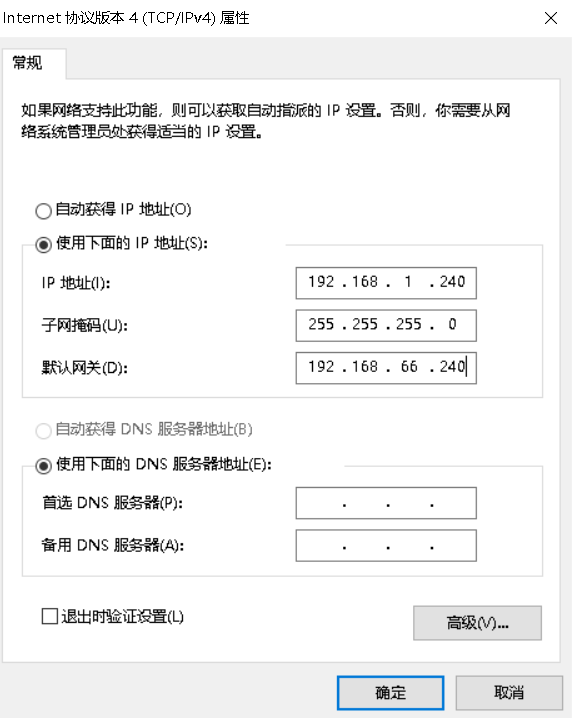 Internet 协议版本 4 (TCP/IPv4) 属性
常规
如果网络支持此功能，则可以获取自动指派的 IP 设置。否则，你需要从网
络系统管理员处获得适当的 IP 设置。
自动获得 IP 地址(O)
使用下面的 IP 地址(S):
IP 地址(I): 192 . 168 . 1 . 240
子网掩码(U): 255 . 255 . 255 . 0
默认网关(D): 192 . 168 . 66 . 240
自动获得 DNS 服务器地址(B)
使用下面的 DNS 服务器地址(E):
首选 DNS 服务器(P): . . .
备用 DNS 服务器(A): . . .
退出时验证设置(L)
高级(V)...
确定 取消